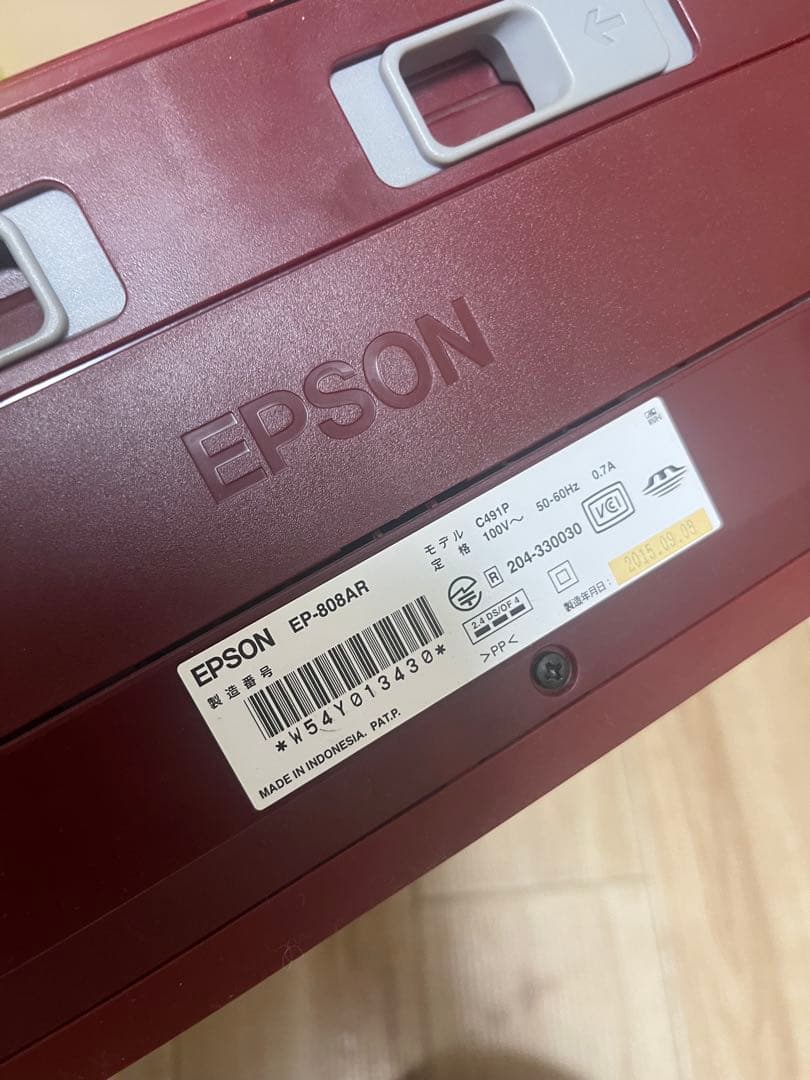 EPSON
EPSON EP-808AR
製造番号
*W54Y013430*
MADE IN INDONESIA. PAT.P.
モデル C491P
定格 100V～ 50-60Hz 0.7A
R 204-330030
VCI
2.4 DS/OF 4
>PP<
製造年月日: 2015.09.09